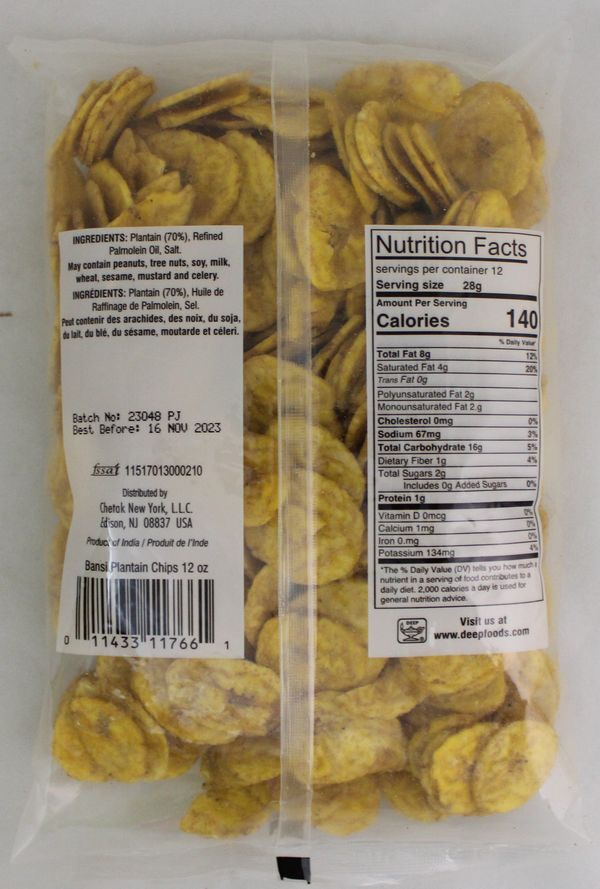 INGREDIENTS: Plantain (70%), Refined
Palmolein Oil, Salt.
May contain peanuts, tree nuts, soy, milk,
wheat, sesame, mustard and celery.
INGRÉDIENTS: Plantain (70%), Huile de
Raffinage de Palmolein, Sel.
Peut contenir des arachides, des noix, du soja,
du lait, du blé, du sésame, moutarde et céleri.
Batch No: 23048 PJ
Best Before: 16 NOV 2023
fssai 11517013000210
Distributed by
Chetak New York, L.L.C.
Edison, NJ 08837 USA
Product of India / Produit de l'Inde
Bansi Plantain Chips 12 oz
0 11433 11766 1
Nutrition Facts
servings per container 12
Serving size 28g
Amount Per Serving
Calories 140
% Daily Value*
Total Fat 8g 12%
Saturated Fat 4g 20%
Trans Fat 0g
Polyunsaturated Fat 2g
Monounsaturated Fat 2.g
Cholesterol 0mg 0%
Sodium 67mg 3%
Total Carbohydrate 16g 5%
Dietary Fiber 1g 4%
Total Sugars 2g
Includes 0g Added Sugars 0%
Protein 1g
Vitamin D 0mcg 0%
Calcium 1mg 0%
Iron 0.mg 0%
Potassium 134mg 4%
*The % Daily Value (DV) tells you how much a
nutrient in a serving of food contributes to a
daily diet. 2,000 calories a day is used for
general nutrition advice.
DEEP
Visit us at
www.deepfoods.com